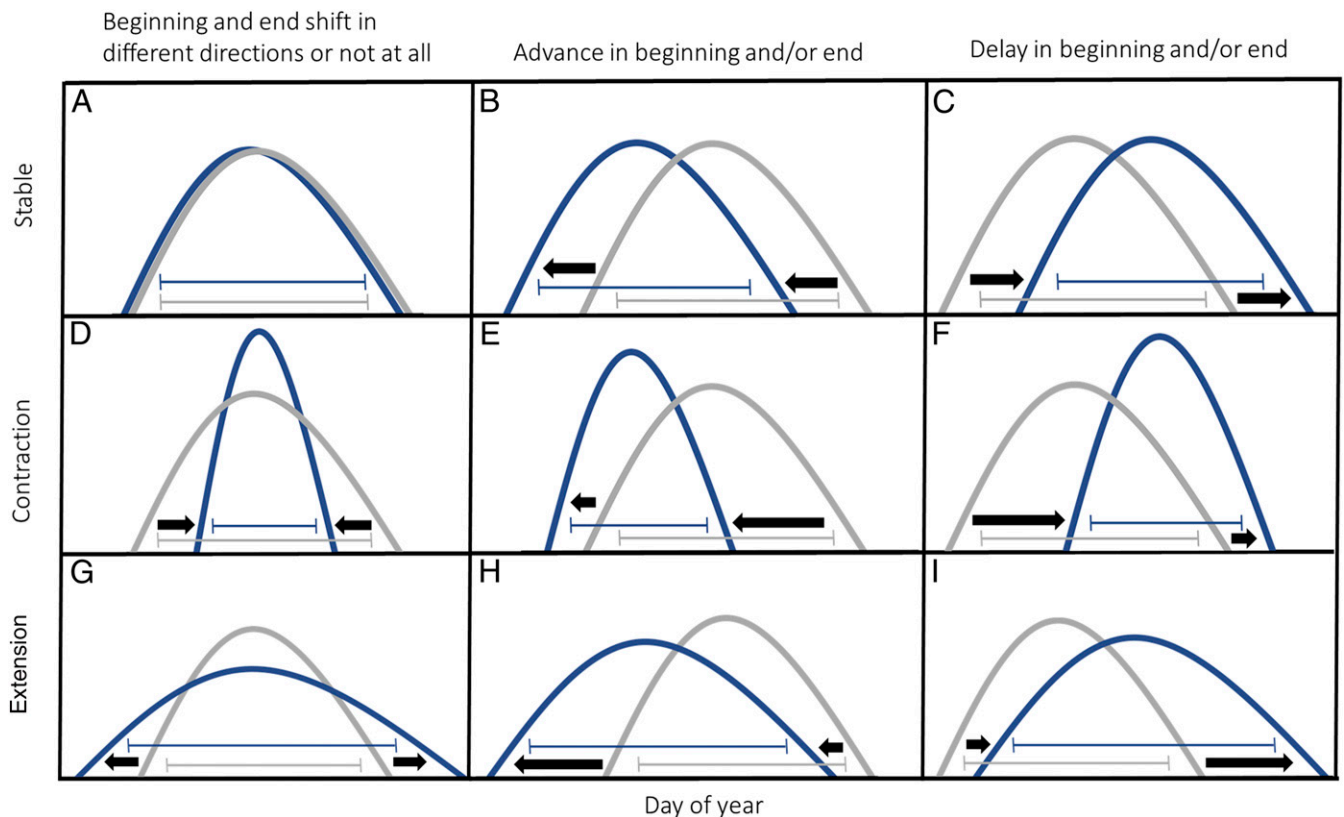 Beginning and end shift in
different directions or not at all
Advance in beginning and/or end
Delay in beginning and/or end
Stable
A
B
C
Contraction
D
E
F
Extension
G
H
I
Day of year